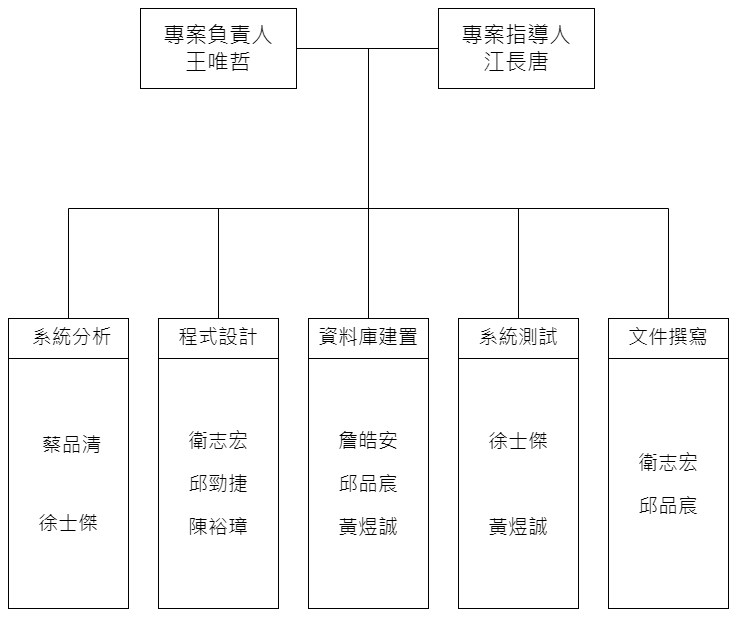 專案負責人
王唯哲
專案指導人
江長唐
系統分析
蔡品清
徐士傑
程式設計
衛志宏
邱勁捷
陳裕璋
資料庫建置
詹皓安
邱品宸
黃煜誠
系統測試
徐士傑
黃煜誠
文件撰寫
衛志宏
邱品宸